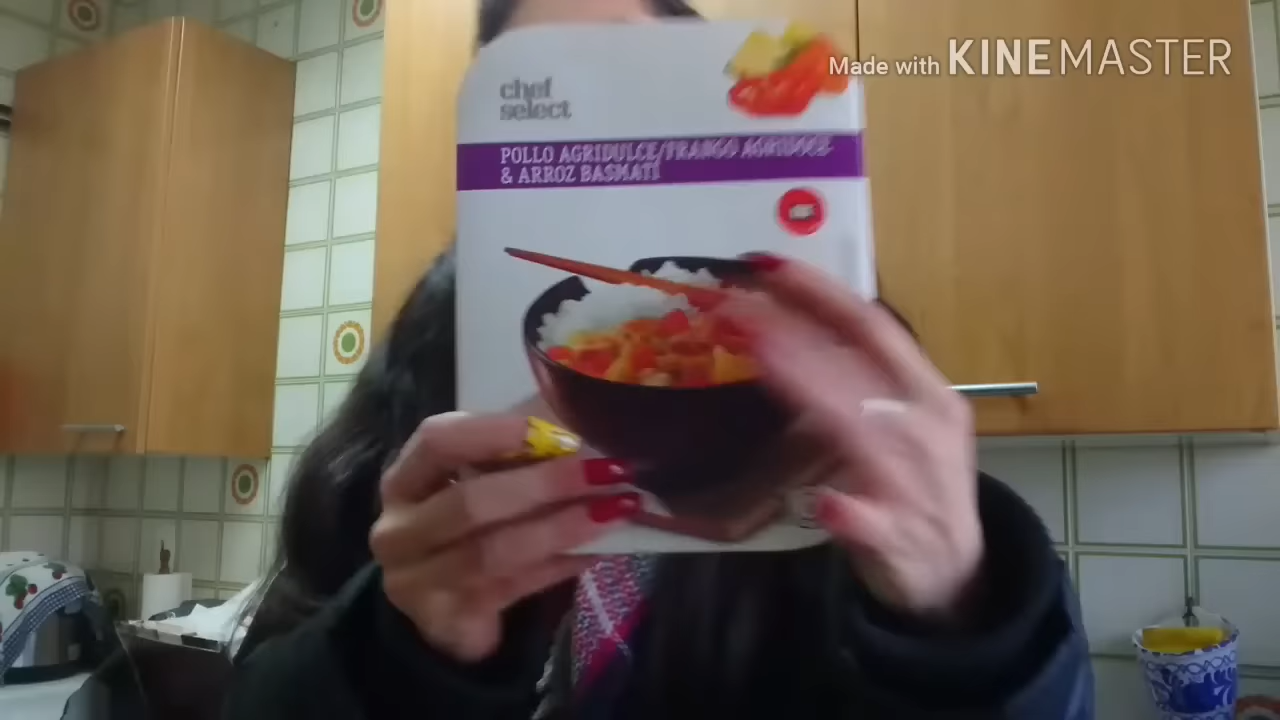 Made with KINEMASTER
chef
select
POLLO AGRIDULCE/FRANGO AGRIDOCE
& ARROZ BASMATI